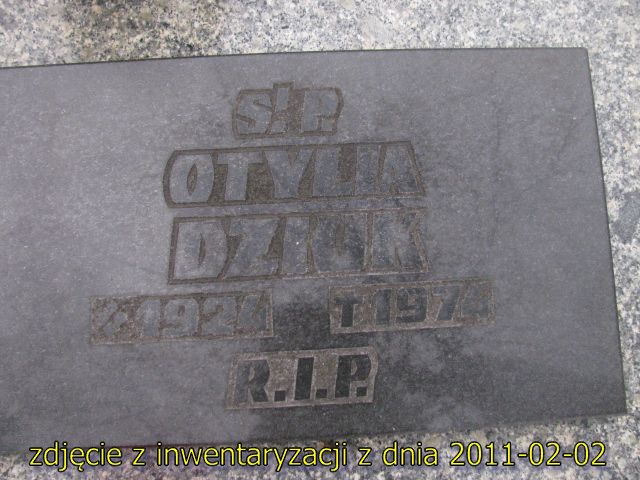 Ś.P.
OTYLIA
DZIUK
*1924 †1974
R.I.P.
zdjęcie z inwentaryzacji z dnia 2011-02-02